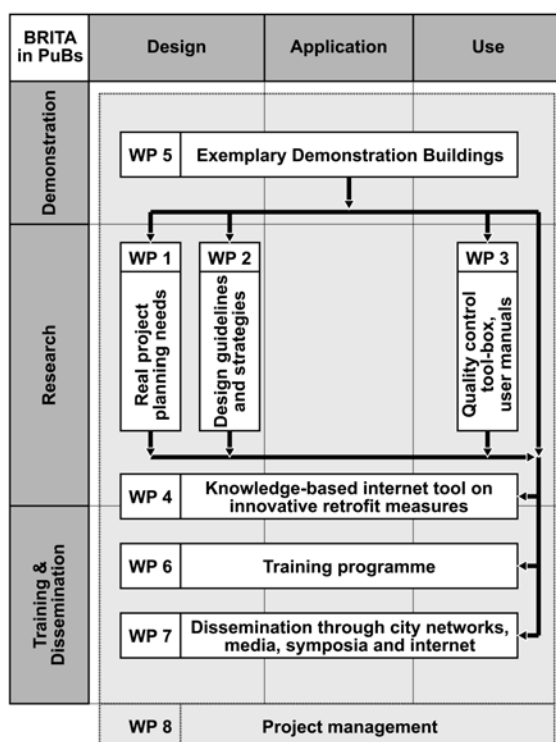 BRITA
in PuBs
Design
Application
Use
Demonstration
WP 5
Exemplary Demonstration Buildings
Research
WP 1
Real project
planning needs
WP 2
Design guidelines
and strategies
WP 3
Quality control
tool-box,
user manuals
WP 4
Knowledge-based internet tool on
innovative retrofit measures
Training &
Dissemination
WP 6
Training programme
WP 7
Dissemination through city networks,
media, symposia and internet
WP 8
Project management